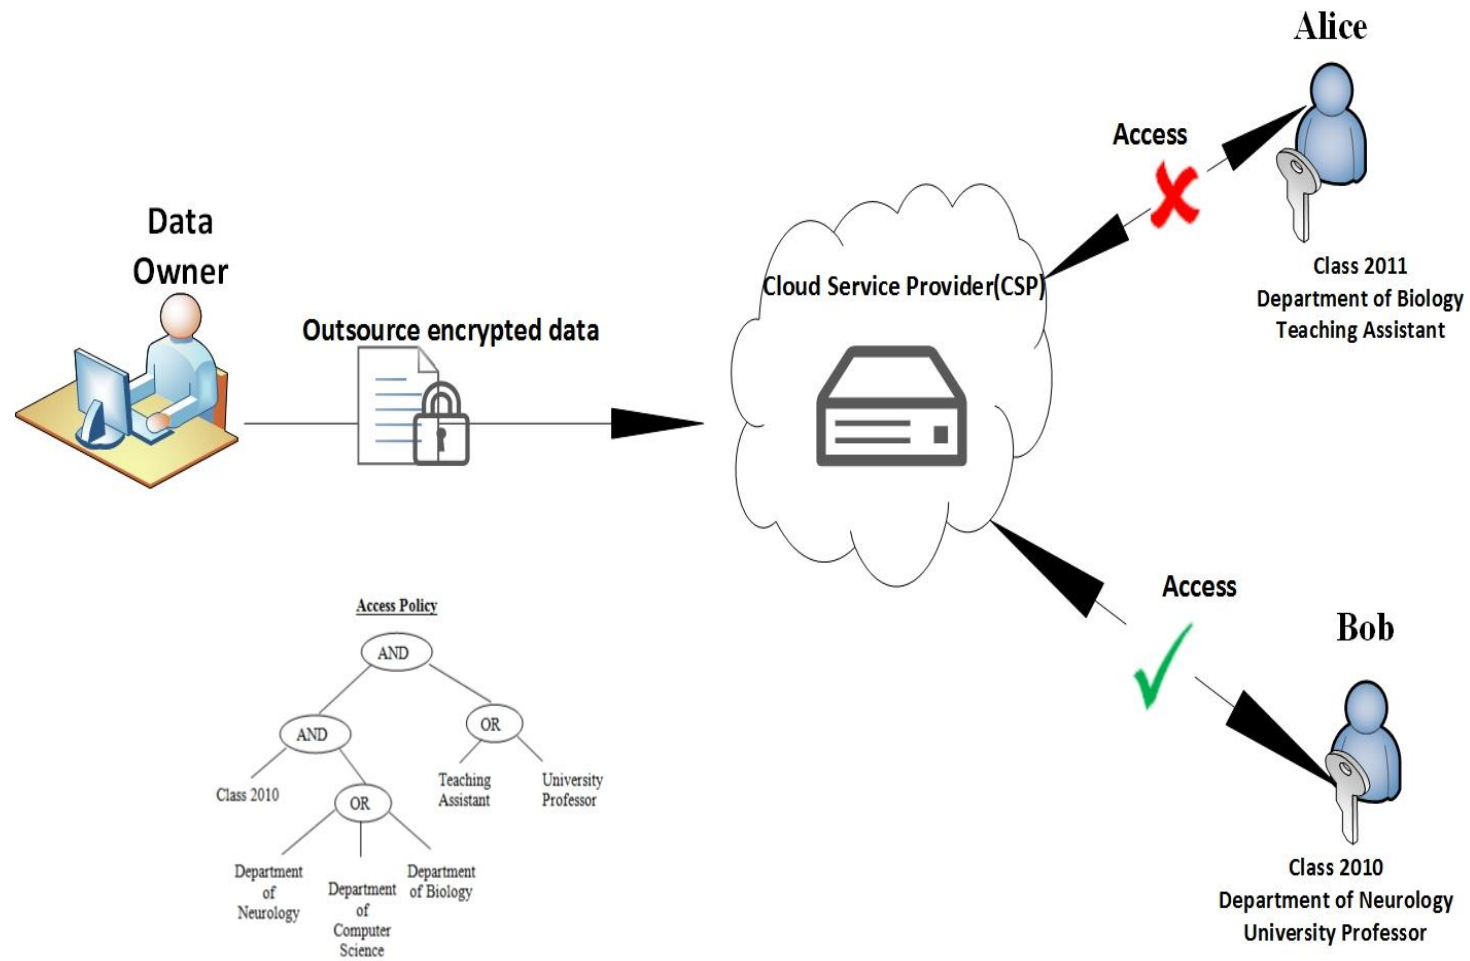 Alice
Access
Data
Owner
Cloud Service Provider(CSP)
Class 2011
Department of Biology
Teaching Assistant
Outsource encrypted data
Access
Bob
Class 2010
Department of Neurology
University Professor
Access Policy
AND
AND
OR
Class 2010
Teaching
Assistant
University
Professor
OR
Department
of
Neurology
Department
of
Computer
Science
Department
of Biology